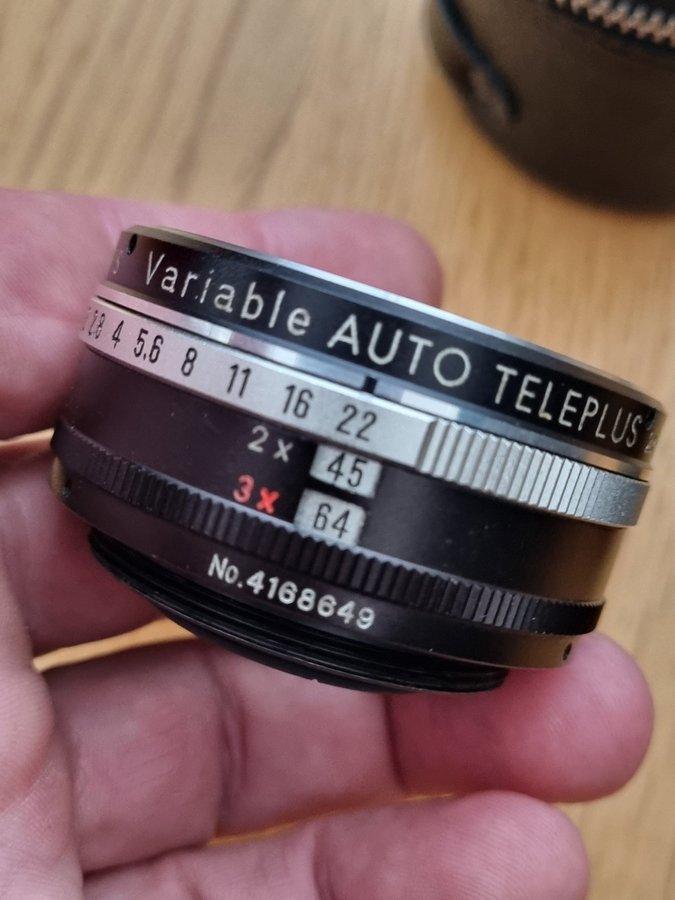 Variable AUTO TELEPLUS
2.8 4 5.6 8 11 16 22
2x 45
3x 64
No.4168649